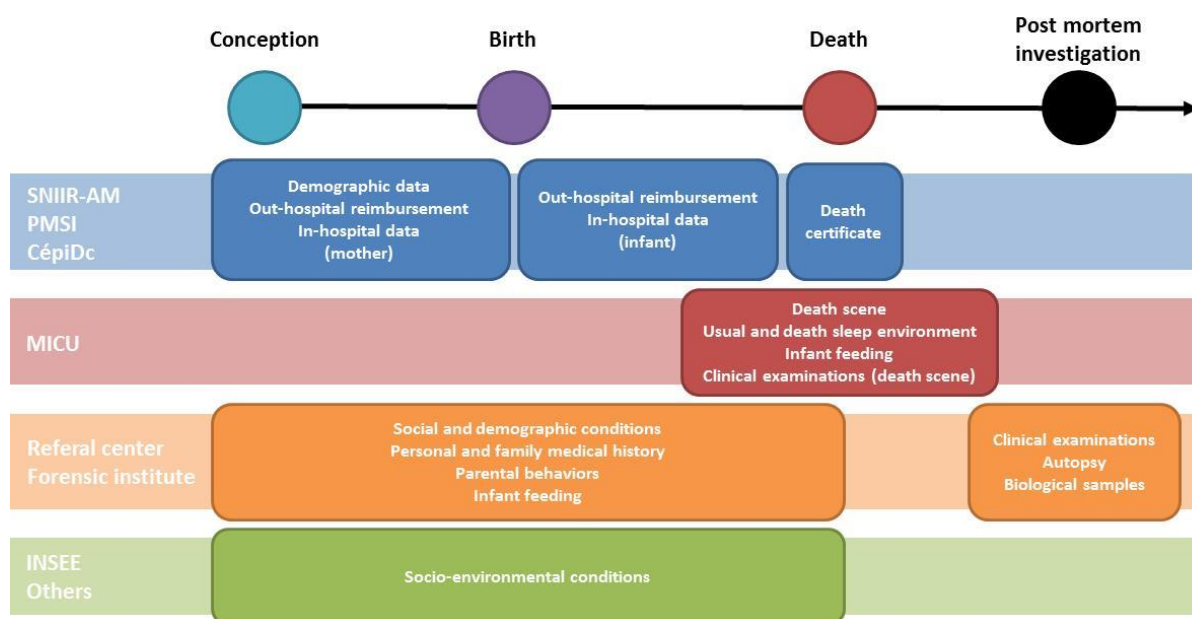 Conception
Birth
Death
Post mortem
investigation
SNIIR-AM
PMSI
CépiDc
Demographic data
Out-hospital reimbursement
In-hospital data
(mother)
Out-hospital reimbursement
In-hospital data
(infant)
Death
certificate
MICU
Death scene
Usual and death sleep environment
Infant feeding
Clinical examinations (death scene)
Referal center
Forensic institute
Social and demographic conditions
Personal and family medical history
Parental behaviors
Infant feeding
Clinical examinations
Autopsy
Biological samples
INSEE
Others
Socio-environmental conditions